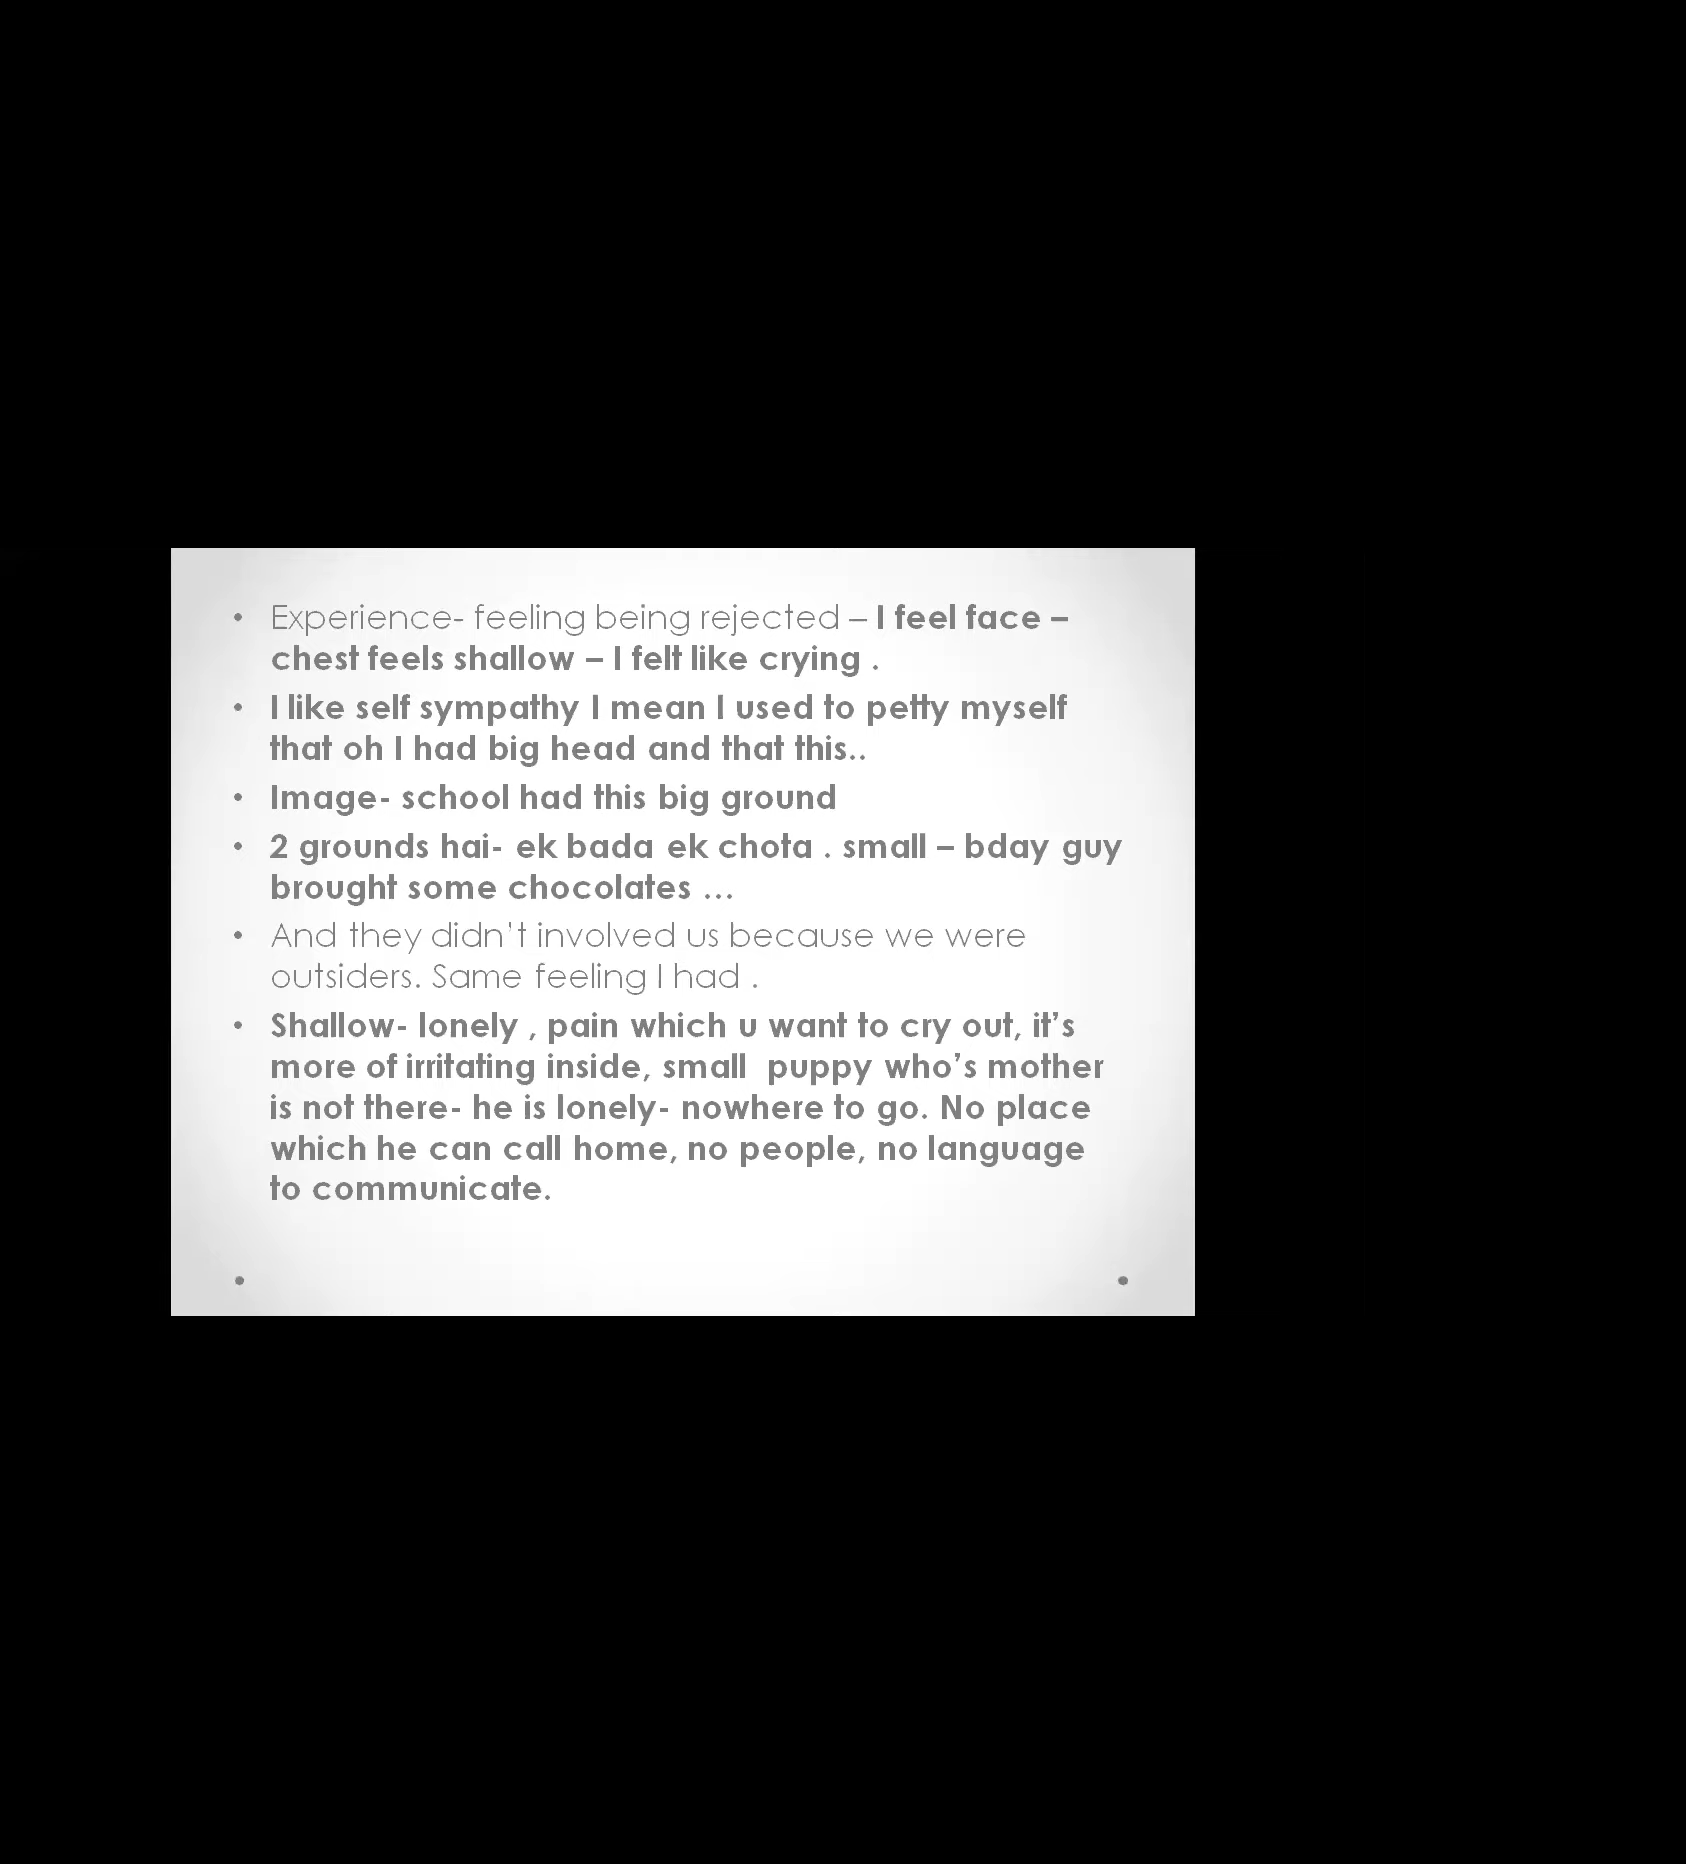 • Experience- feeling being rejected – I feel face –
chest feels shallow – I felt like crying .
• I like self sympathy I mean I used to petty myself
that oh I had big head and that this..
• Image- school had this big ground
• 2 grounds hai- ek bada ek chota . small – bday guy
brought some chocolates ...
• And they didn't involved us because we were
outsiders. Same feeling I had .
• Shallow- lonely , pain which u want to cry out, it's
more of irritating inside, small puppy who's mother
is not there- he is lonely- nowhere to go. No place
which he can call home, no people, no language
to communicate.